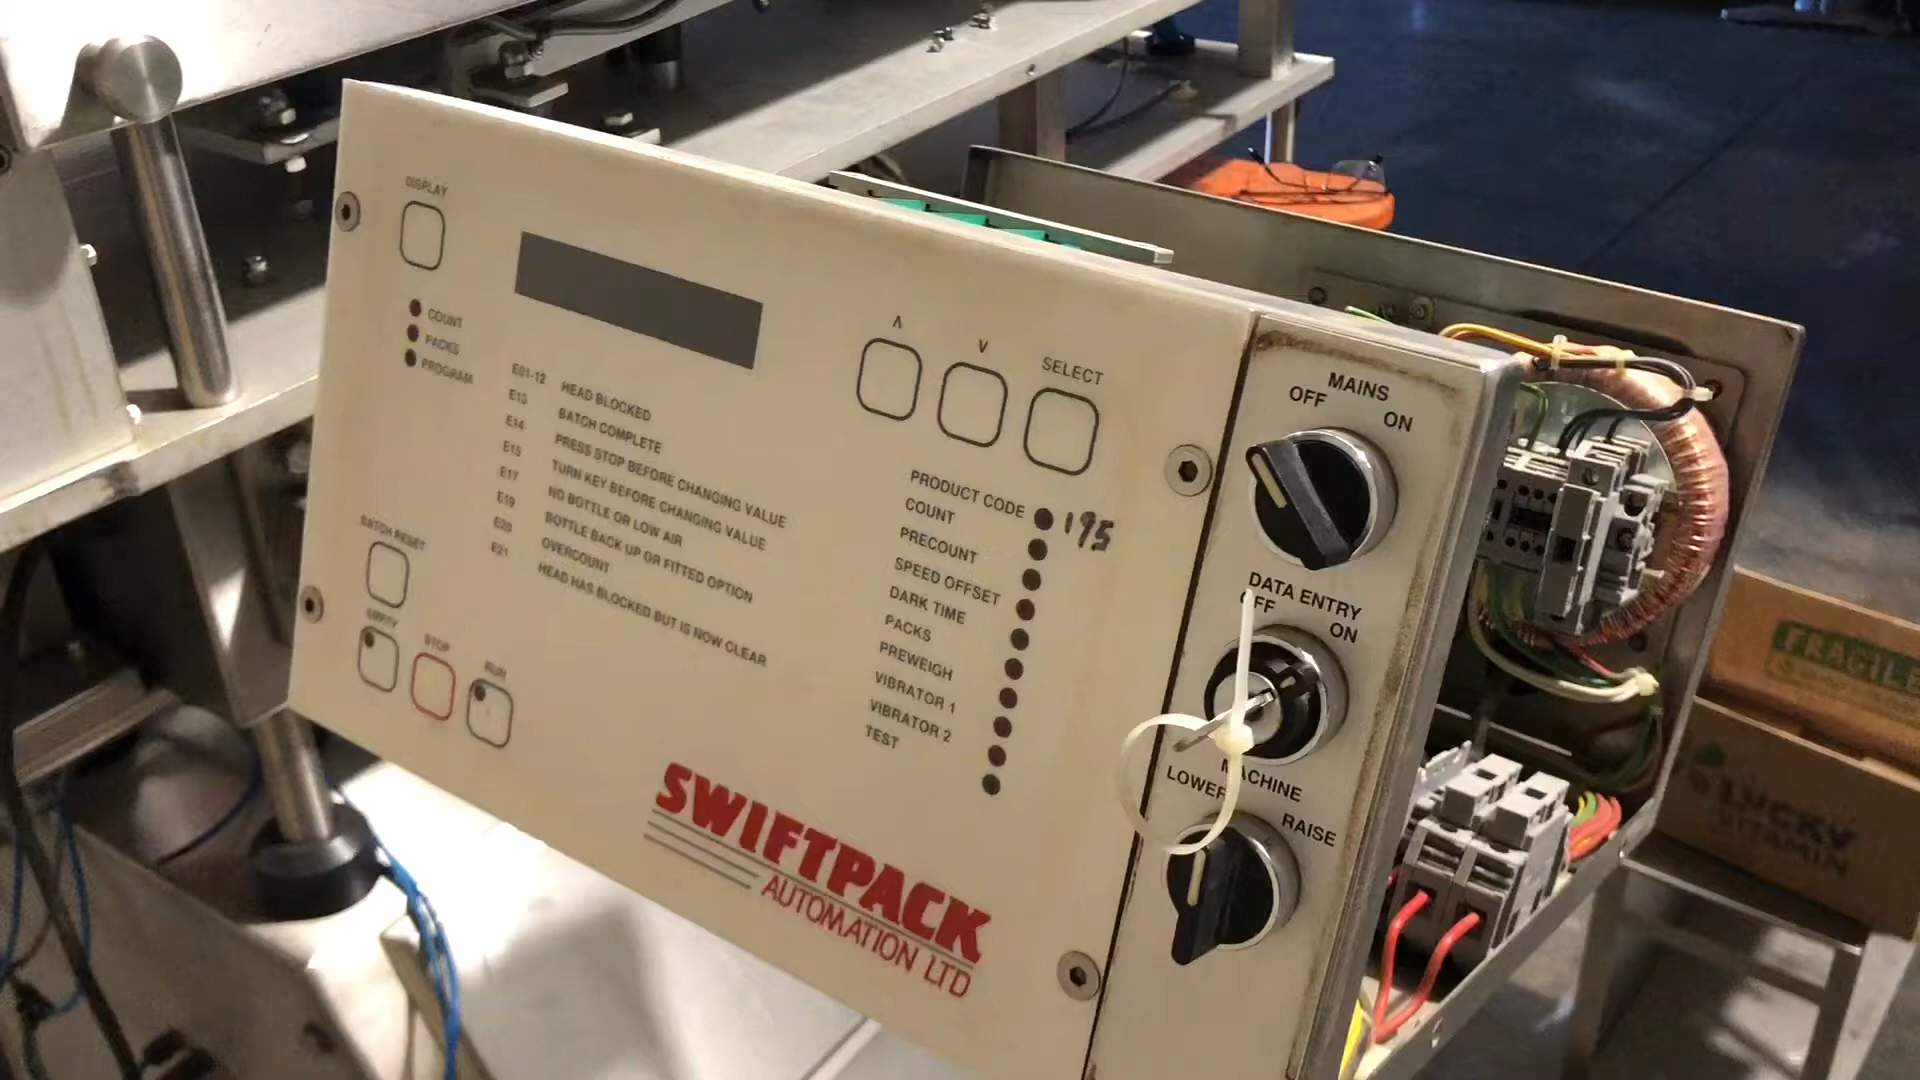 DISPLAY
COUNT
PACKS
PROGRAM
E01-12 HEAD BLOCKED
E13 BATCH COMPLETE
E14 PRESS STOP BEFORE CHANGING VALUE
E15 TURN KEY BEFORE CHANGING VALUE
E17 NO BOTTLE OR LOW AIR
E19 BOTTLE BACK UP OR FITTED OPTION
E20 OVERCOUNT
E21 HEAD HAS BLOCKED BUT IS NOW CLEAR
BATCH RESET
EMPTY
STOP
RUN
Λ
V
SELECT
PRODUCT CODE 195
COUNT
PRECOUNT
SPEED OFFSET
DARK TIME
PACKS
PREWEIGH
VIBRATOR 1
VIBRATOR 2
TEST
SWIFTPACK
AUTOMATION LTD
MAINS
OFF ON
DATA ENTRY
OFF ON
MACHINE
LOWER RAISE
FRAGILE
LUCKY
VITAMIN